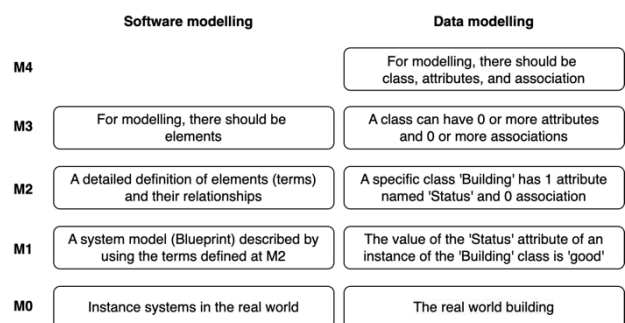 Software modelling
Data modelling
M4
For modelling, there should be
class, attributes, and association
M3
For modelling, there should be
elements
A class can have 0 or more attributes
and 0 or more associations
M2
A detailed definition of elements (terms)
and their relationships
A specific class 'Building' has 1 attribute
named 'Status' and 0 association
M1
A system model (Blueprint) described by
using the terms defined at M2
The value of the 'Status' attribute of an
instance of the 'Building' class is 'good'
M0
Instance systems in the real world
The real world building